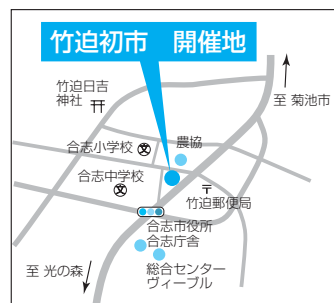 竹迫初市 開催地
竹迫日吉
神社
至 菊池市
合志小学校
農協
合志中学校
竹迫郵便局
合志市役所
合志庁舎
至 光の森
総合センター
ヴィーブル